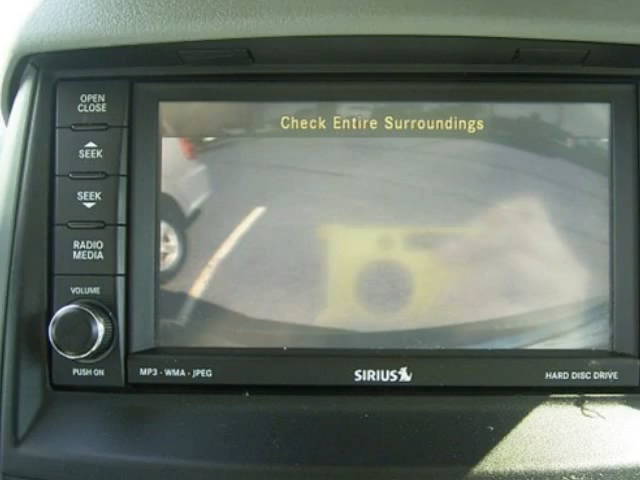 OPEN
CLOSE
Check Entire Surroundings
SEEK
SEEK
RADIO
MEDIA
VOLUME
PUSH ON
MP3 - WMA - JPEG
SIRIUS
HARD DISC DRIVE